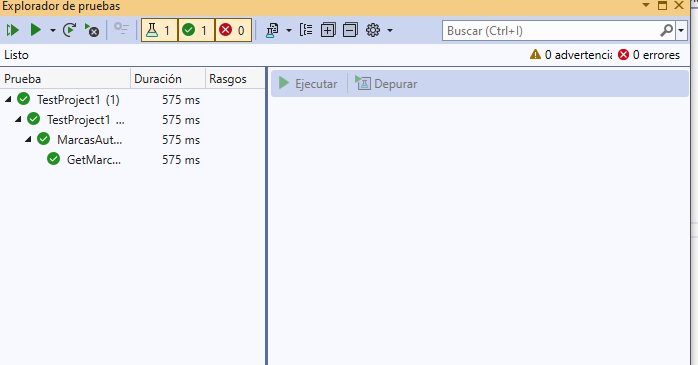 Explorador de pruebas
1 1 0 Buscar (Ctrl+I)
Listo 0 advertencia 0 errores
Prueba Duración Rasgos Ejecutar Depurar
TestProject1 (1) 575 ms
TestProject1 ... 575 ms
MarcasAut... 575 ms
GetMarc... 575 ms